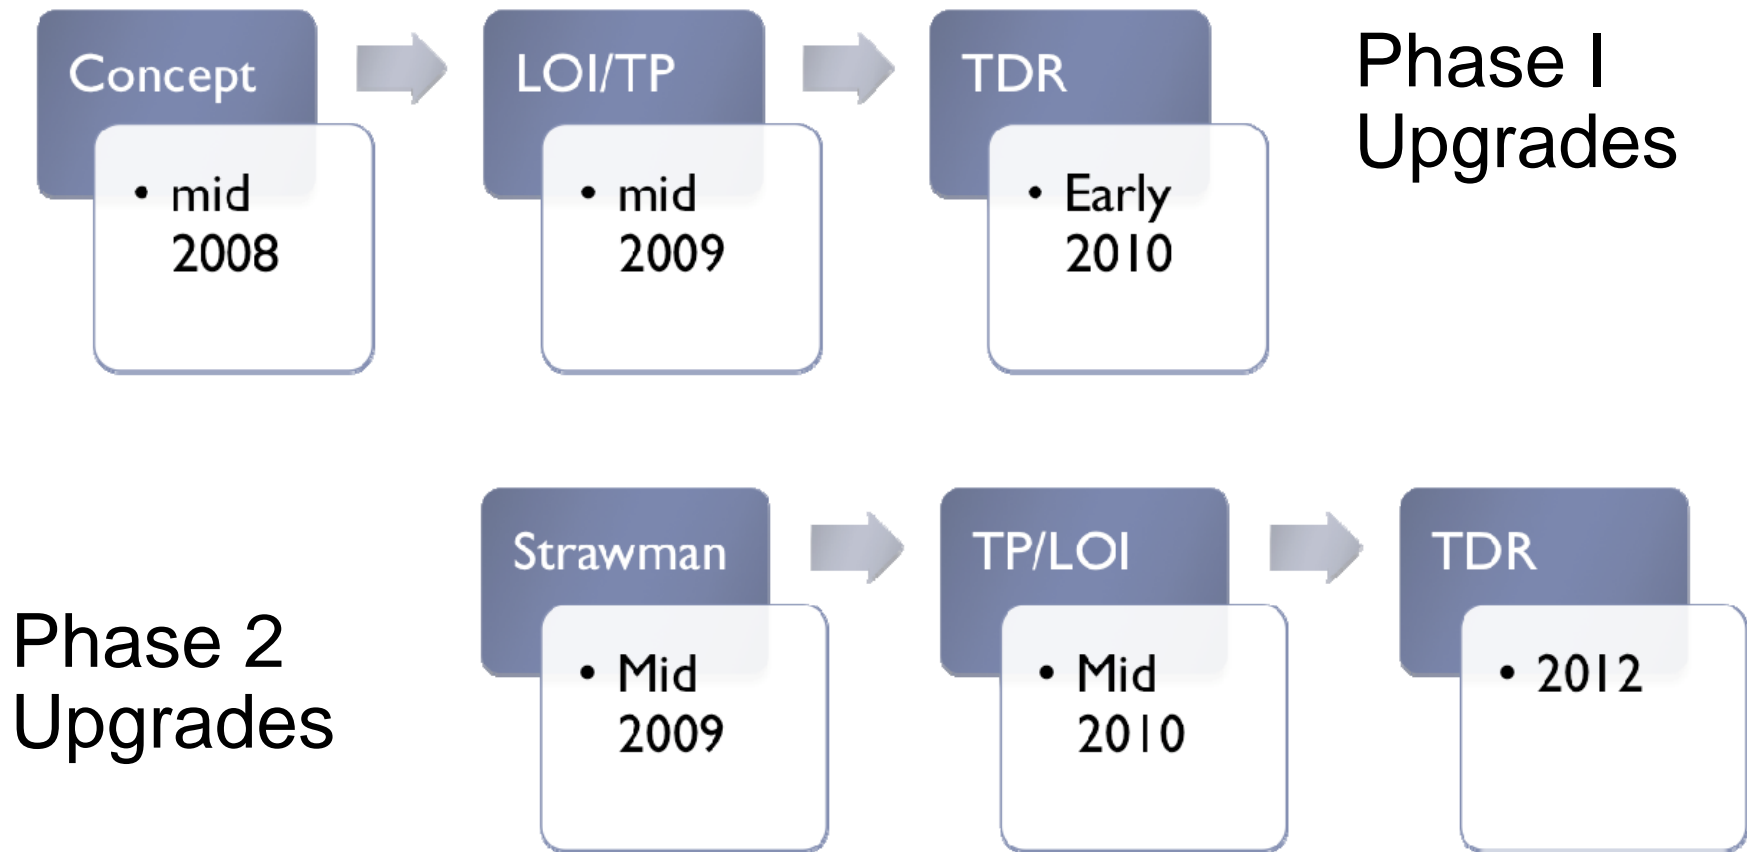 Concept
• mid
2008
LOI/TP
• mid
2009
TDR
• Early
2010
Phase I
Upgrades
Phase 2
Upgrades
Strawman
• Mid
2009
TP/LOI
• Mid
2010
TDR
• 2012